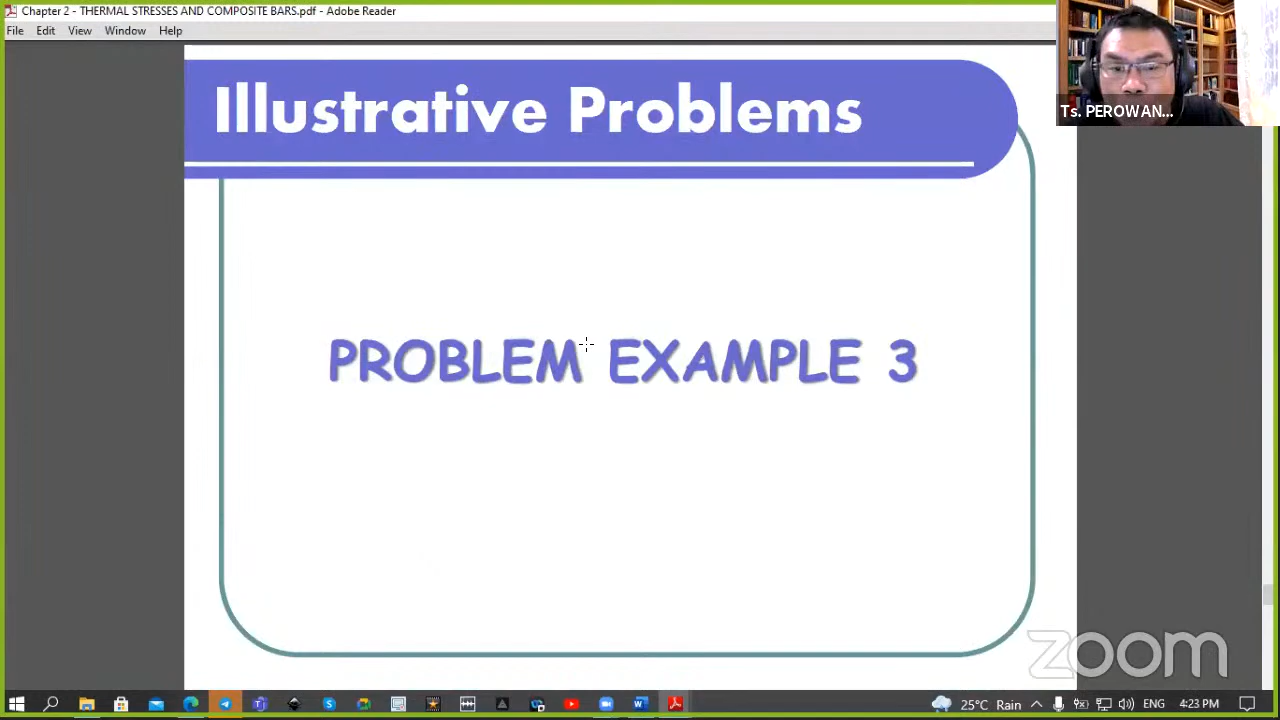 Chapter 2 - THERMAL STRESSES AND COMPOSITE BARS.pdf - Adobe Reader
File Edit View Window Help
Illustrative Problems
Ts. PEROWAN...
PROBLEM EXAMPLE 3
zoom
25°C Rain ENG 4:23 PM